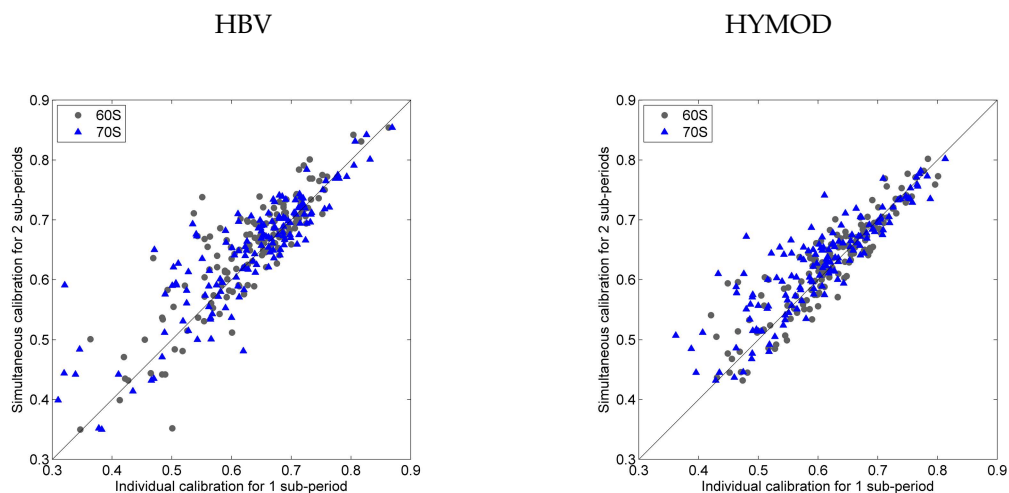 HBV
HYMOD
0.9
0.8
0.7
0.6
0.5
0.4
0.3
Simultaneous calibration for 2 sub-periods
60S
70S
0.3 0.4 0.5 0.6 0.7 0.8 0.9
Individual calibration for 1 sub-period
0.9
0.8
0.7
0.6
0.5
0.4
0.3
Simultaneous calibration for 2 sub-periods
60S
70S
0.3 0.4 0.5 0.6 0.7 0.8 0.9
Individual calibration for 1 sub-period